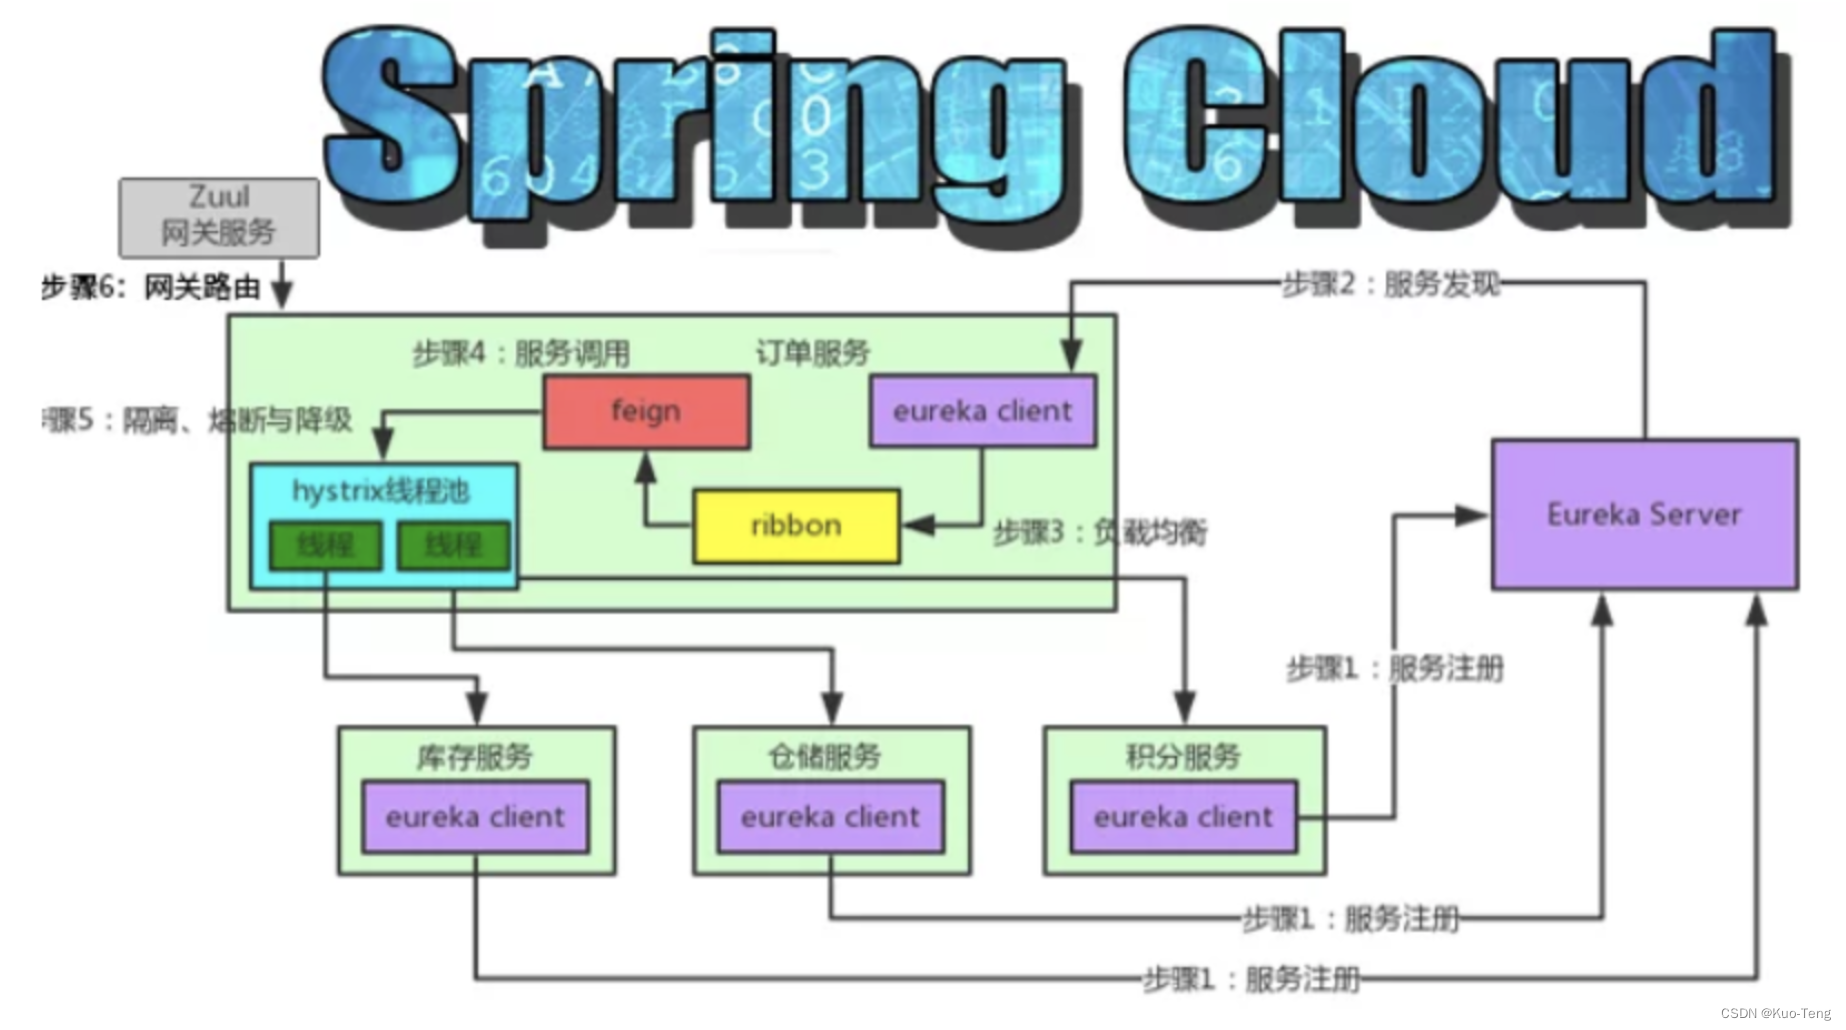 Spring Cloud
Zuul
网关服务
步骤6：网关路由
步骤2：服务发现
步骤4：服务调用
订单服务
feign
eureka client
骤5：隔离、熔断与降级
hystrix线程池
线程
线程
ribbon
步骤3：负载均衡
Eureka Server
步骤1：服务注册
库存服务
eureka client
仓储服务
eureka client
积分服务
eureka client
步骤1：服务注册
步骤1：服务注册
CSDN @Kuo-Teng